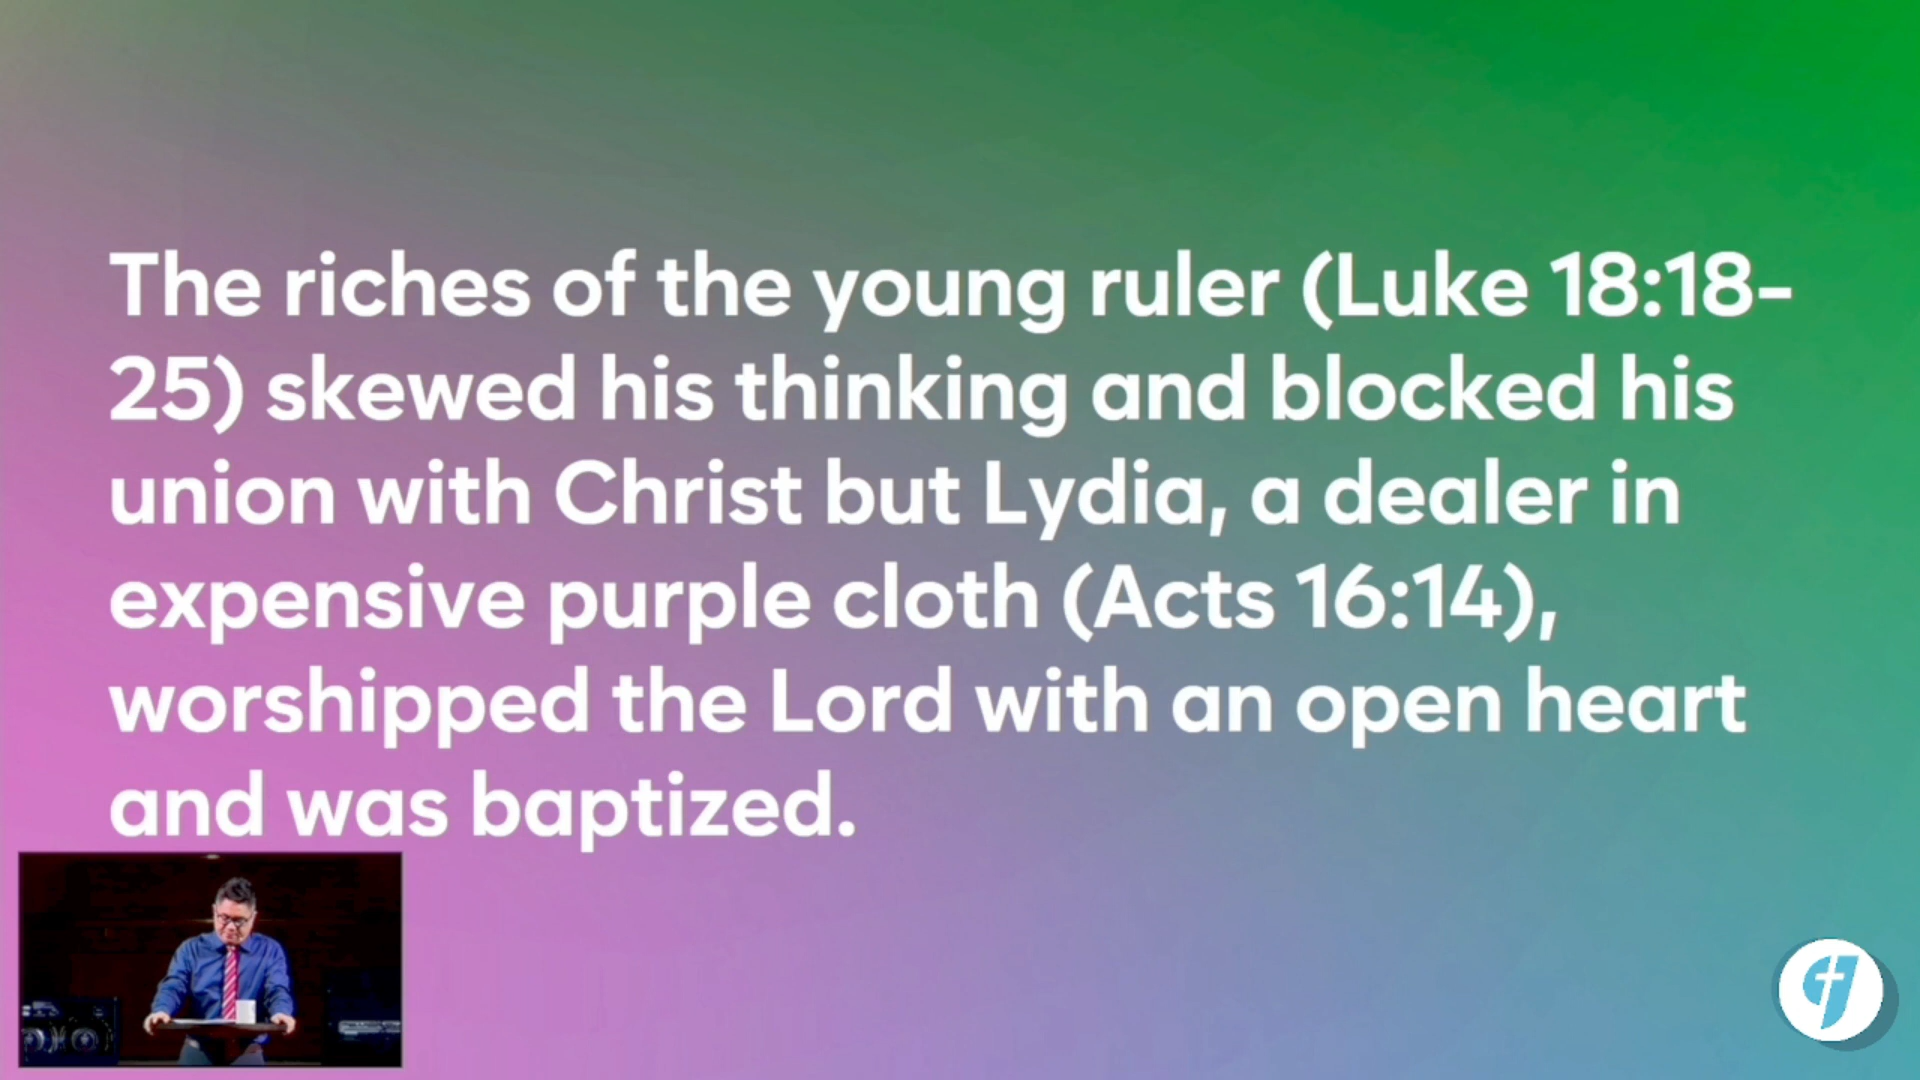 The riches of the young ruler (Luke 18:18-
25) skewed his thinking and blocked his
union with Christ but Lydia, a dealer in
expensive purple cloth (Acts 16:14),
worshipped the Lord with an open heart
and was baptized.